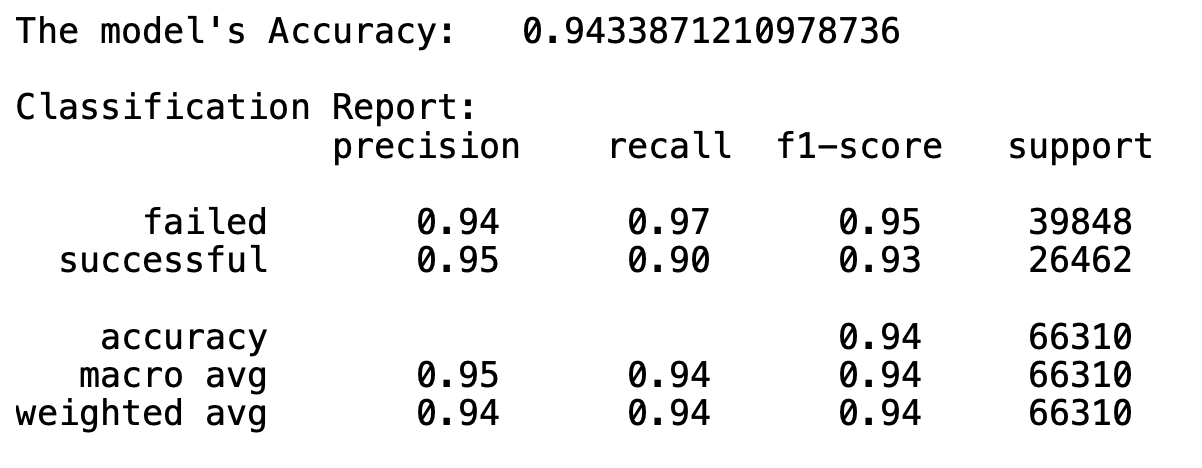 The model's Accuracy: 0.9433871210978736
Classification Report:
precision recall f1-score support
failed 0.94 0.97 0.95 39848
successful 0.95 0.90 0.93 26462
accuracy 0.94 66310
macro avg 0.95 0.94 0.94 66310
weighted avg 0.94 0.94 0.94 66310